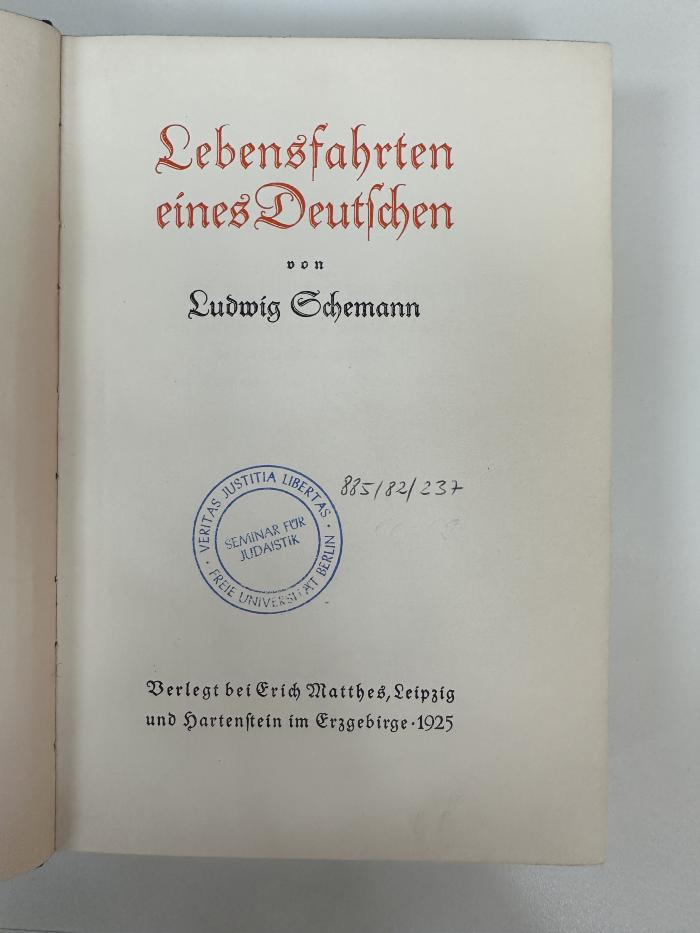 Lebensfahrten
eines Deutschen
von
Ludwig Schemann
885/82/237
VERITAS JUSTITIA LIBERTAS
SEMINAR FÜR
JUDAISTIK
FREIE UNIVERSITÄT BERLIN
Verlegt bei Erich Matthes, Leipzig
und Hartenstein im Erzgebirge · 1925